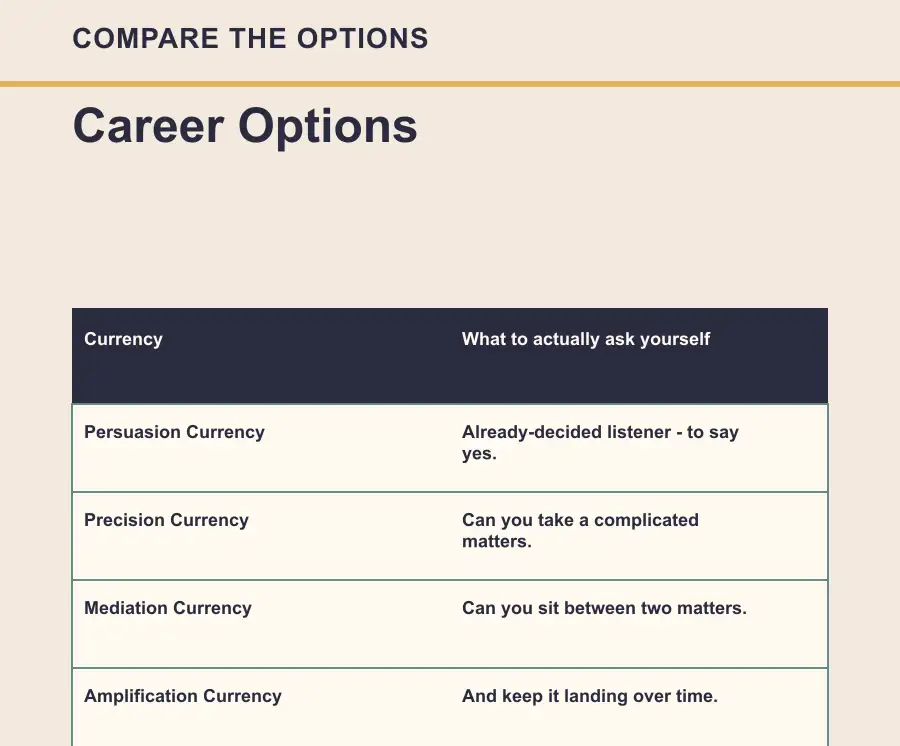 COMPARE THE OPTIONS
Career Options
Currency
What to actually ask yourself
Persuasion Currency
Already-decided listener - to say
yes.
Precision Currency
Can you take a complicated
matters.
Mediation Currency
Can you sit between two matters.
Amplification Currency
And keep it landing over time.